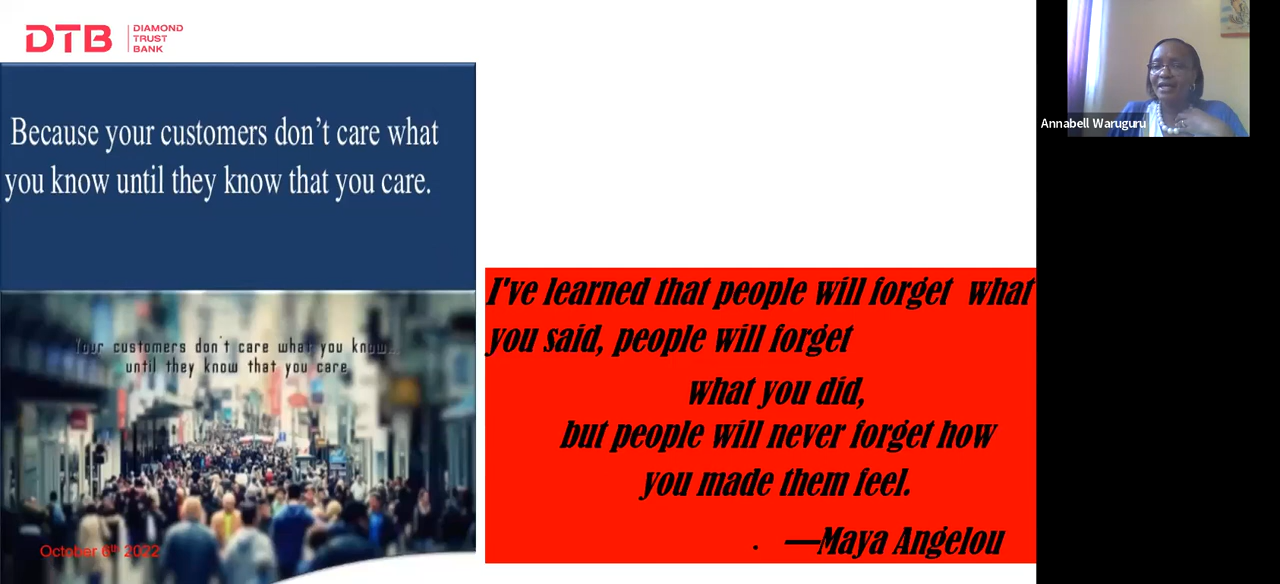 DTB
DIAMOND
TRUST
BANK
Because your customers don't care what
you know until they know that you care.
Your customers don't care what you know...
until they know that you care
October 6th 2022
I've learned that people will forget  what
you said, people will forget
what you did,
but people will never forget how
you made them feel.
. —Maya Angelou
Annabell Waruguru